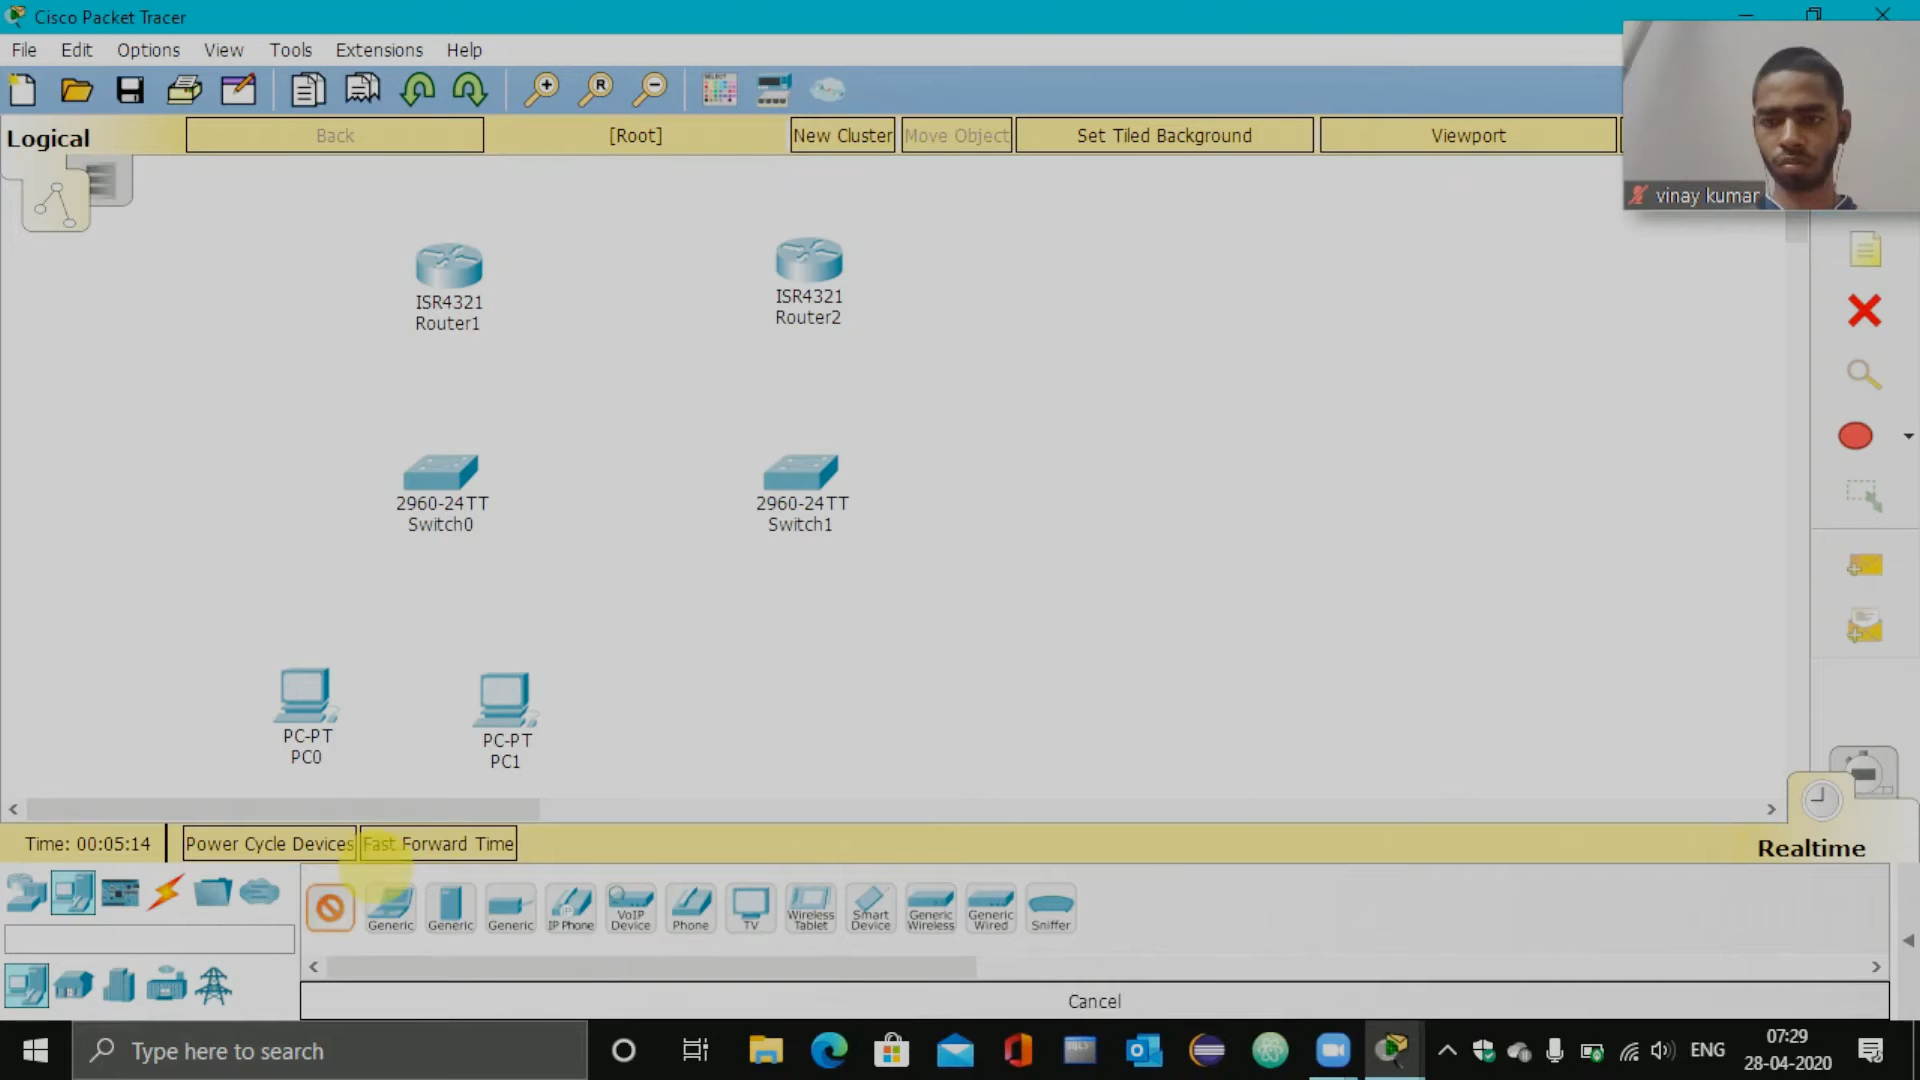 Cisco Packet Tracer
File Edit Options View Tools Extensions Help
Logical
Back
[Root]
New Cluster
Move Object
Set Tiled Background
Viewport
vinay kumar
ISR4321
Router1
ISR4321
Router2
2960-24TT
Switch0
2960-24TT
Switch1
PC-PT
PC0
PC-PT
PC1
Time: 00:05:14
Power Cycle Devices
Fast Forward Time
Realtime
Generic
Generic
Generic
IP Phone
VoIP
Device
Phone
TV
Wireless
Tablet
Smart
Device
Generic
Wireless
Generic
Wired
Sniffer
Cancel
Type here to search
ENG
07:29
28-04-2020